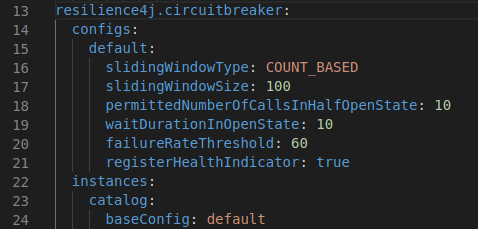 13 resilience4j.circuitbreaker:
14 configs:
15 default:
16 slidingWindowType: COUNT_BASED
17 slidingWindowSize: 100
18 permittedNumberOfCallsInHalfOpenState: 10
19 waitDurationInOpenState: 10
20 failureRateThreshold: 60
21 registerHealthIndicator: true
22 instances:
23 catalog:
24 baseConfig: default